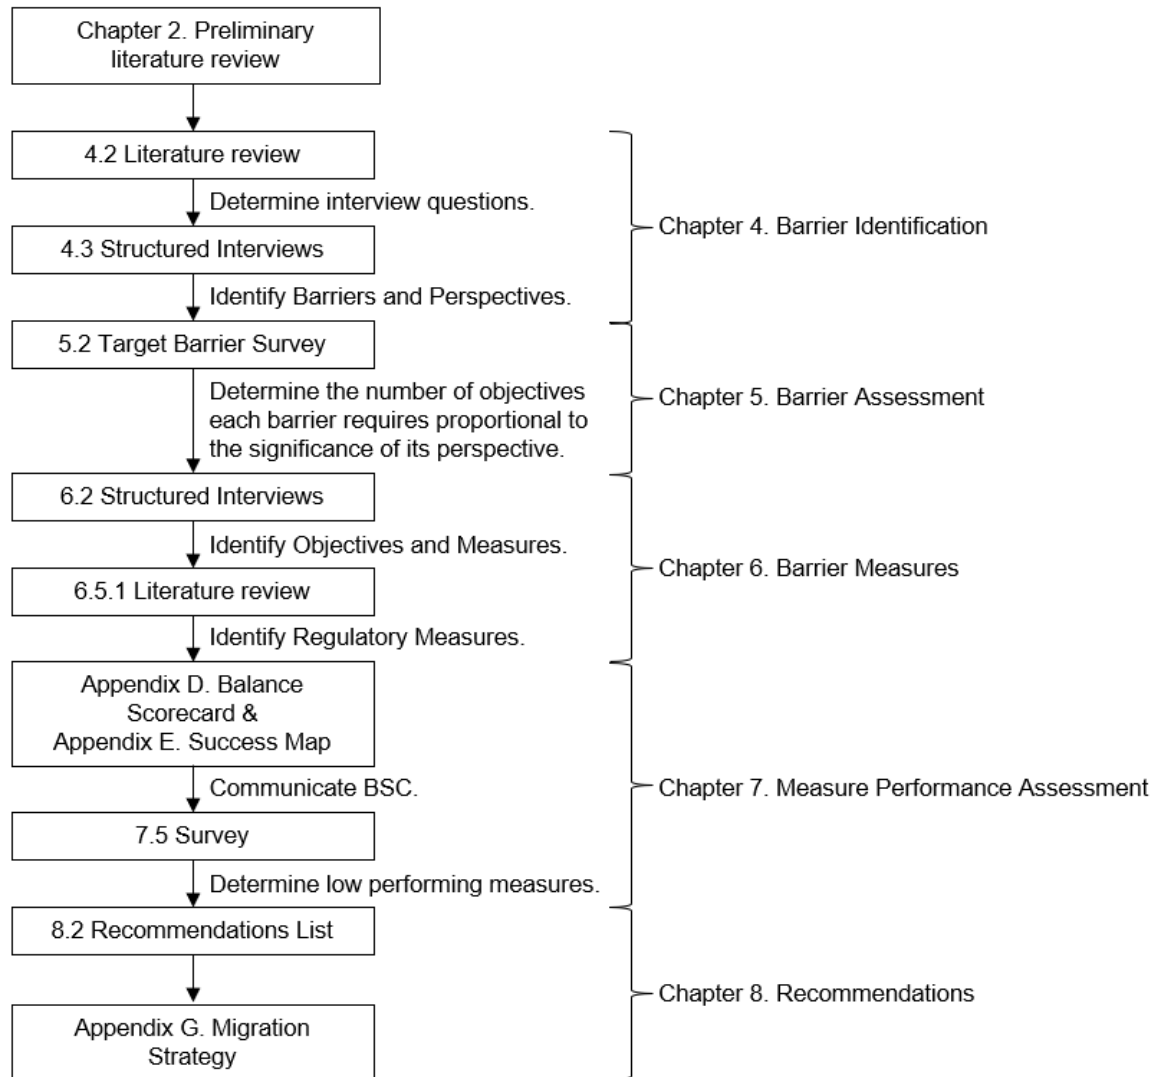 Chapter 2. Preliminary
literature review
4.2 Literature review
Determine interview questions.
4.3 Structured Interviews
Chapter 4. Barrier Identification
Identify Barriers and Perspectives.
5.2 Target Barrier Survey
Determine the number of objectives
each barrier requires proportional to
the significance of its perspective.
Chapter 5. Barrier Assessment
6.2 Structured Interviews
Identify Objectives and Measures.
6.5.1 Literature review
Chapter 6. Barrier Measures
Identify Regulatory Measures.
Appendix D. Balance
Scorecard &
Appendix E. Success Map
Communicate BSC.
Chapter 7. Measure Performance Assessment
7.5 Survey
Determine low performing measures.
8.2 Recommendations List
Chapter 8. Recommendations
Appendix G. Migration
Strategy